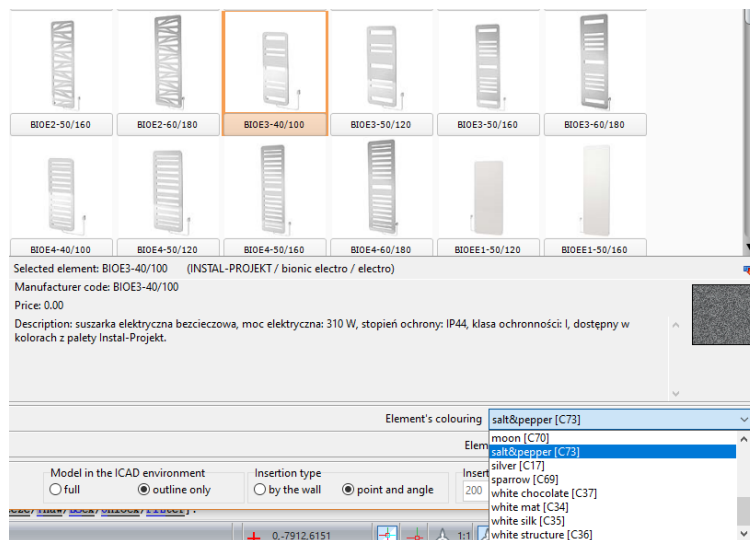 BIOE2-50/160 BIOE2-60/180 BIOE3-40/100 BIOE3-50/120 BIOE3-50/160 BIOE3-60/180
BIOE4-40/100 BIOE4-50/120 BIOE4-50/160 BIOE4-60/180 BIOEE1-50/120 BIOEE1-50/160
Selected element: BIOE3-40/100 (INSTAL-PROJEKT / bionic electro / electro)
Manufacturer code: BIOE3-40/100
Price: 0.00
Description: suszarka elektryczna bezcieczowa, moc elektryczna: 310 W, stopień ochrony: IP44, klasa ochronności: I, dostępny w
kolorach z palety Instal-Projekt.
Element's colouring salt&pepper [C73]
Elem
moon [C70]
salt&pepper [C73]
silver [C17]
sparrow [C69]
white chocolate [C37]
white mat [C34]
white silk [C35]
white structure [C36]
Model in the ICAD environment Insertion type Insert
full outline only by the wall point and angle 200
0.-7912,6151 1:1